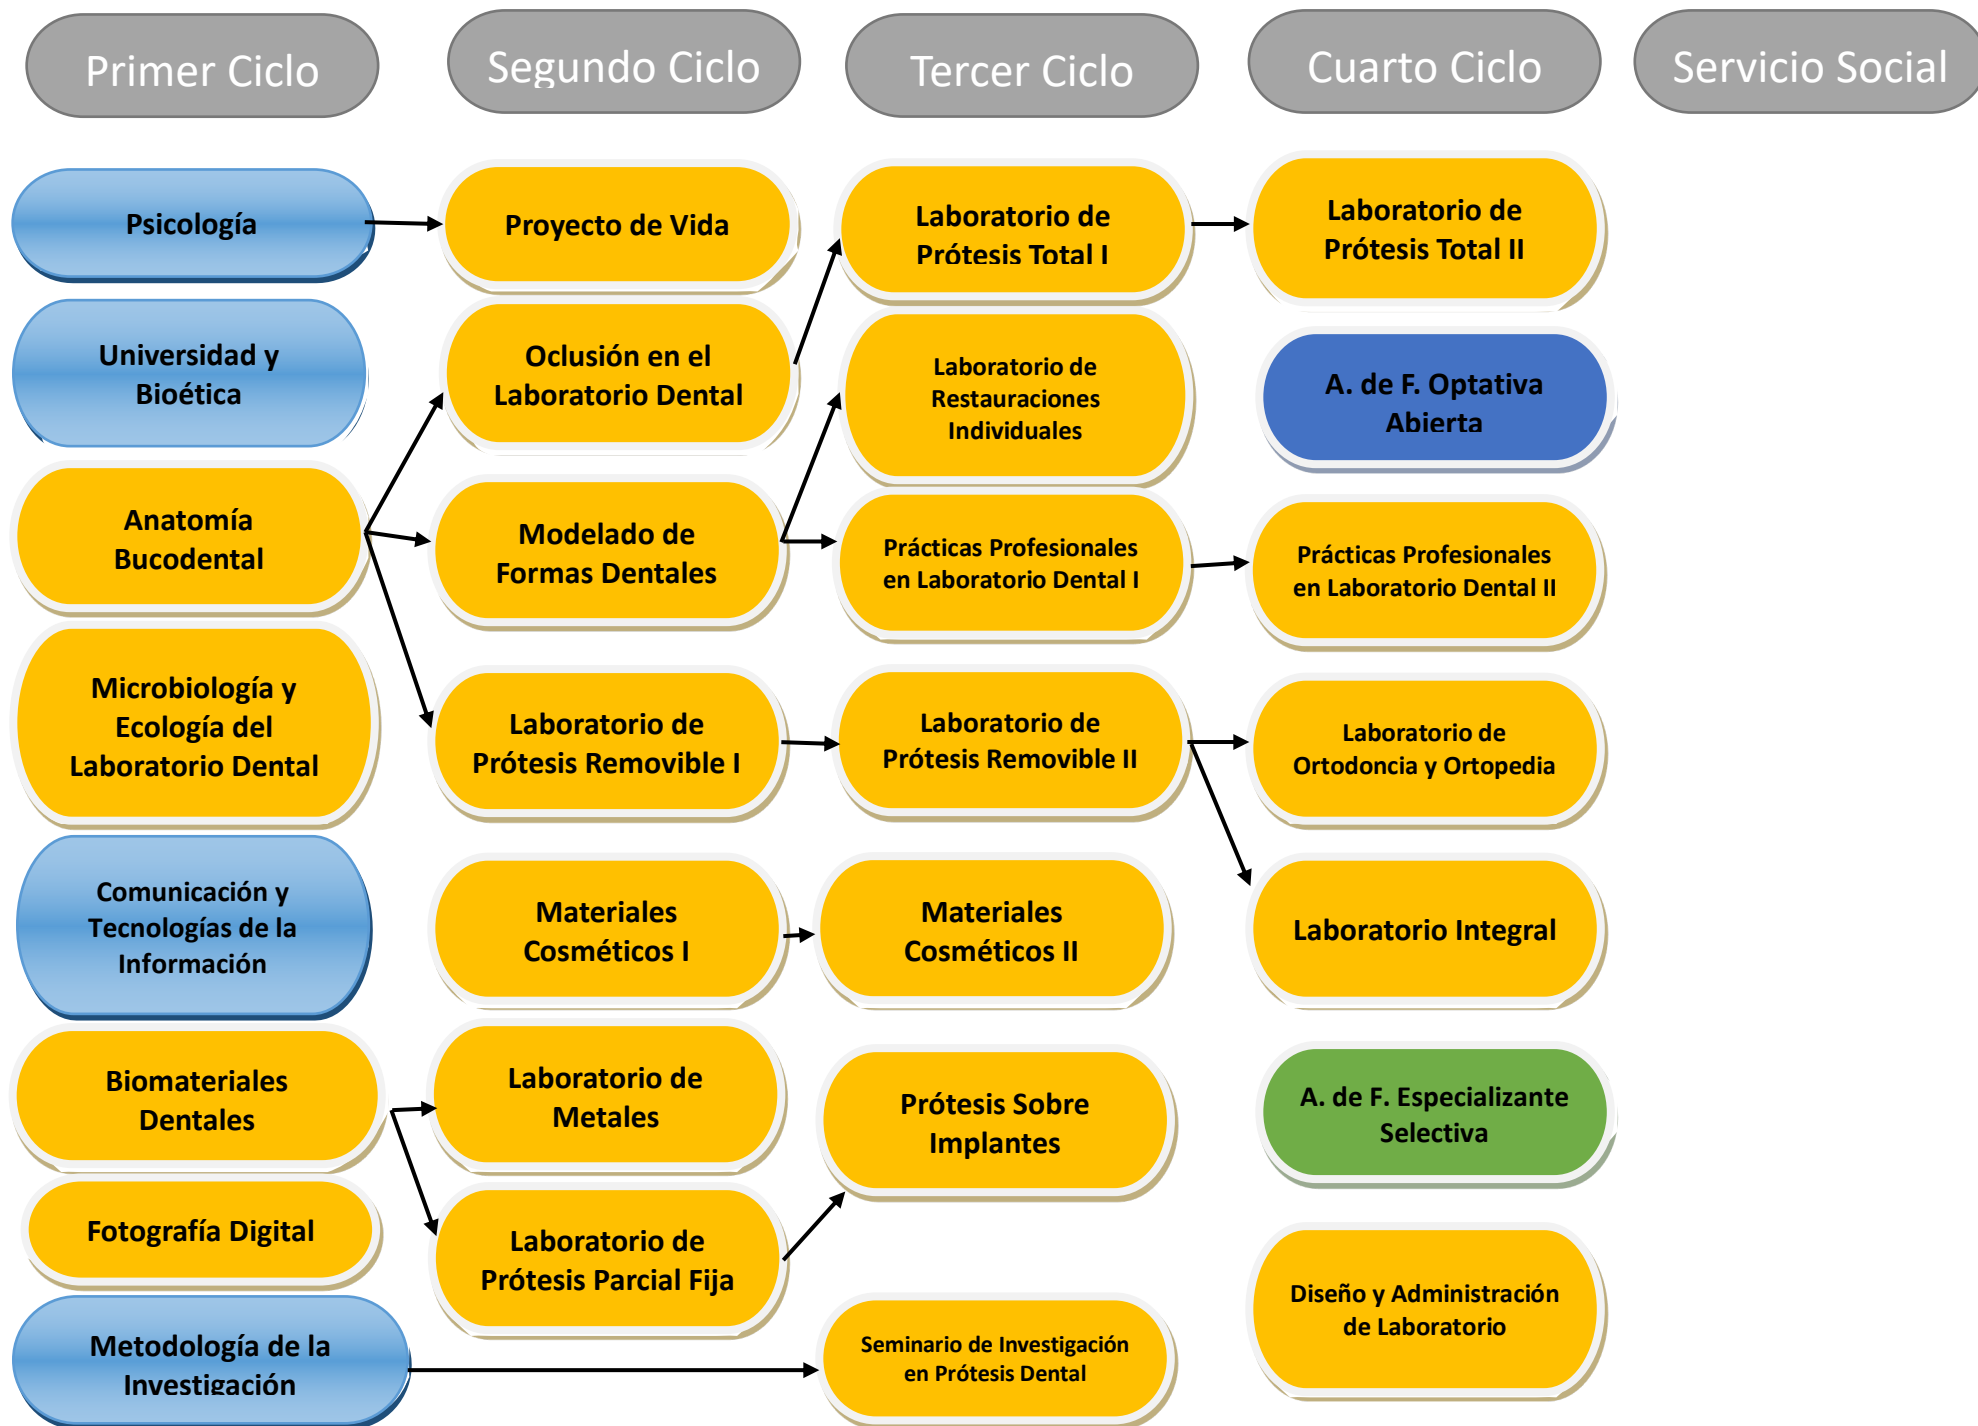 Primer Ciclo
Segundo Ciclo
Tercer Ciclo
Cuarto Ciclo
Servicio Social
Psicología
Universidad y
Bioética
Anatomía
Bucodental
Microbiología y
Ecología del
Laboratorio Dental
Comunicación y
Tecnologías de la
Información
Biomateriales
Dentales
Fotografía Digital
Metodología de la
Investigación
Proyecto de Vida
Oclusión en el
Laboratorio Dental
Modelado de
Formas Dentales
Laboratorio de
Prótesis Removible I
Materiales
Cosméticos I
Laboratorio de
Metales
Laboratorio de
Prótesis Parcial Fija
Laboratorio de
Prótesis Total I
Laboratorio de
Restauraciones
Individuales
Prácticas Profesionales
en Laboratorio Dental I
Laboratorio de
Prótesis Removible II
Materiales
Cosméticos II
Prótesis Sobre
Implantes
Seminario de Investigación
en Prótesis Dental
Laboratorio de
Prótesis Total II
A. de F. Optativa
Abierta
Prácticas Profesionales
en Laboratorio Dental II
Laboratorio de
Ortodoncia y Ortopedia
Laboratorio Integral
A. de F. Especializante
Selectiva
Diseño y Administración
de Laboratorio